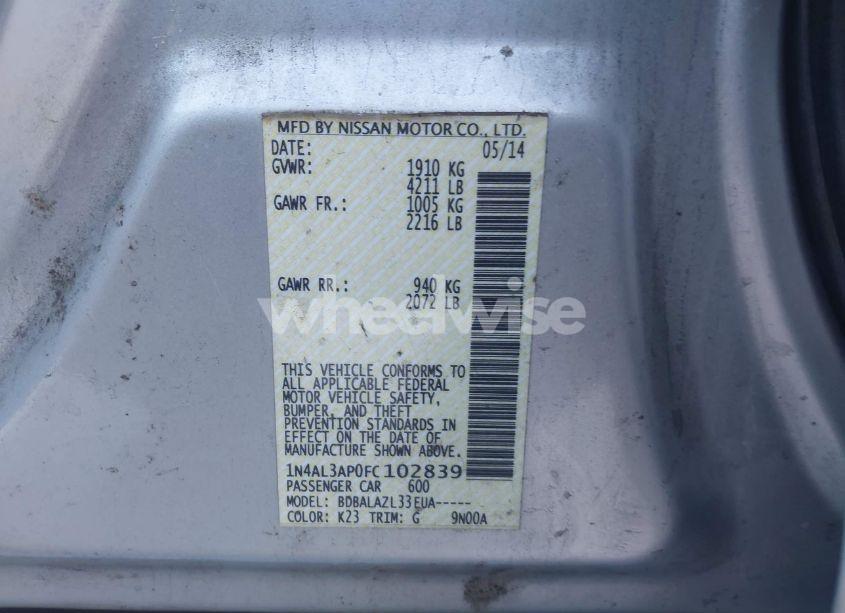 MFD BY NISSAN MOTOR CO., LTD.
DATE: 05/14
GVWR: 1910 KG
4211 LB
GAWR FR.: 1005 KG
2216 LB
GAWR RR.: 940 KG
2072 LB
wheelwise
THIS VEHICLE CONFORMS TO
ALL APPLICABLE FEDERAL
MOTOR VEHICLE SAFETY,
BUMPER, AND THEFT
PREVENTION STANDARDS IN
EFFECT ON THE DATE OF
MANUFACTURE SHOWN ABOVE.
1N4AL3AP0FC102839
PASSENGER CAR 600
MODEL: BDBALAZL33EUA-----
COLOR: K23 TRIM: G 9N00A